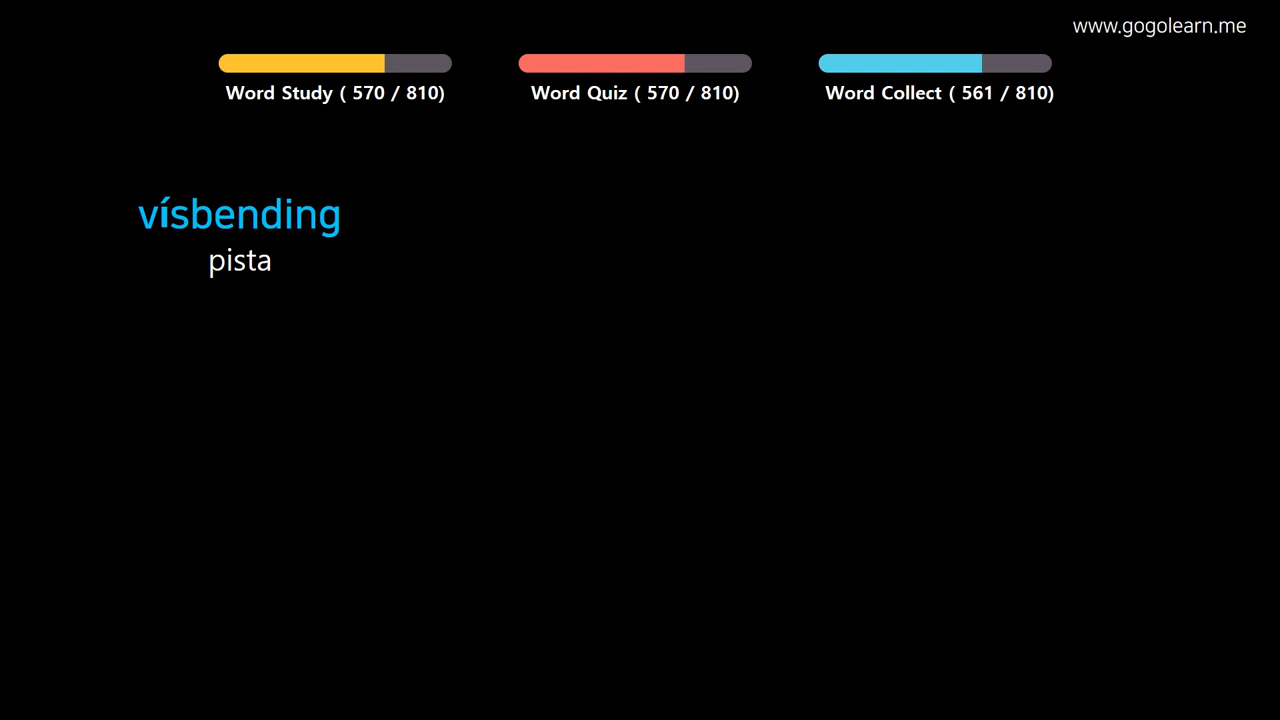 www.gogolearn.me
Word Study ( 570 / 810)
Word Quiz ( 570 / 810)
Word Collect ( 561 / 810)
vísbending
pista